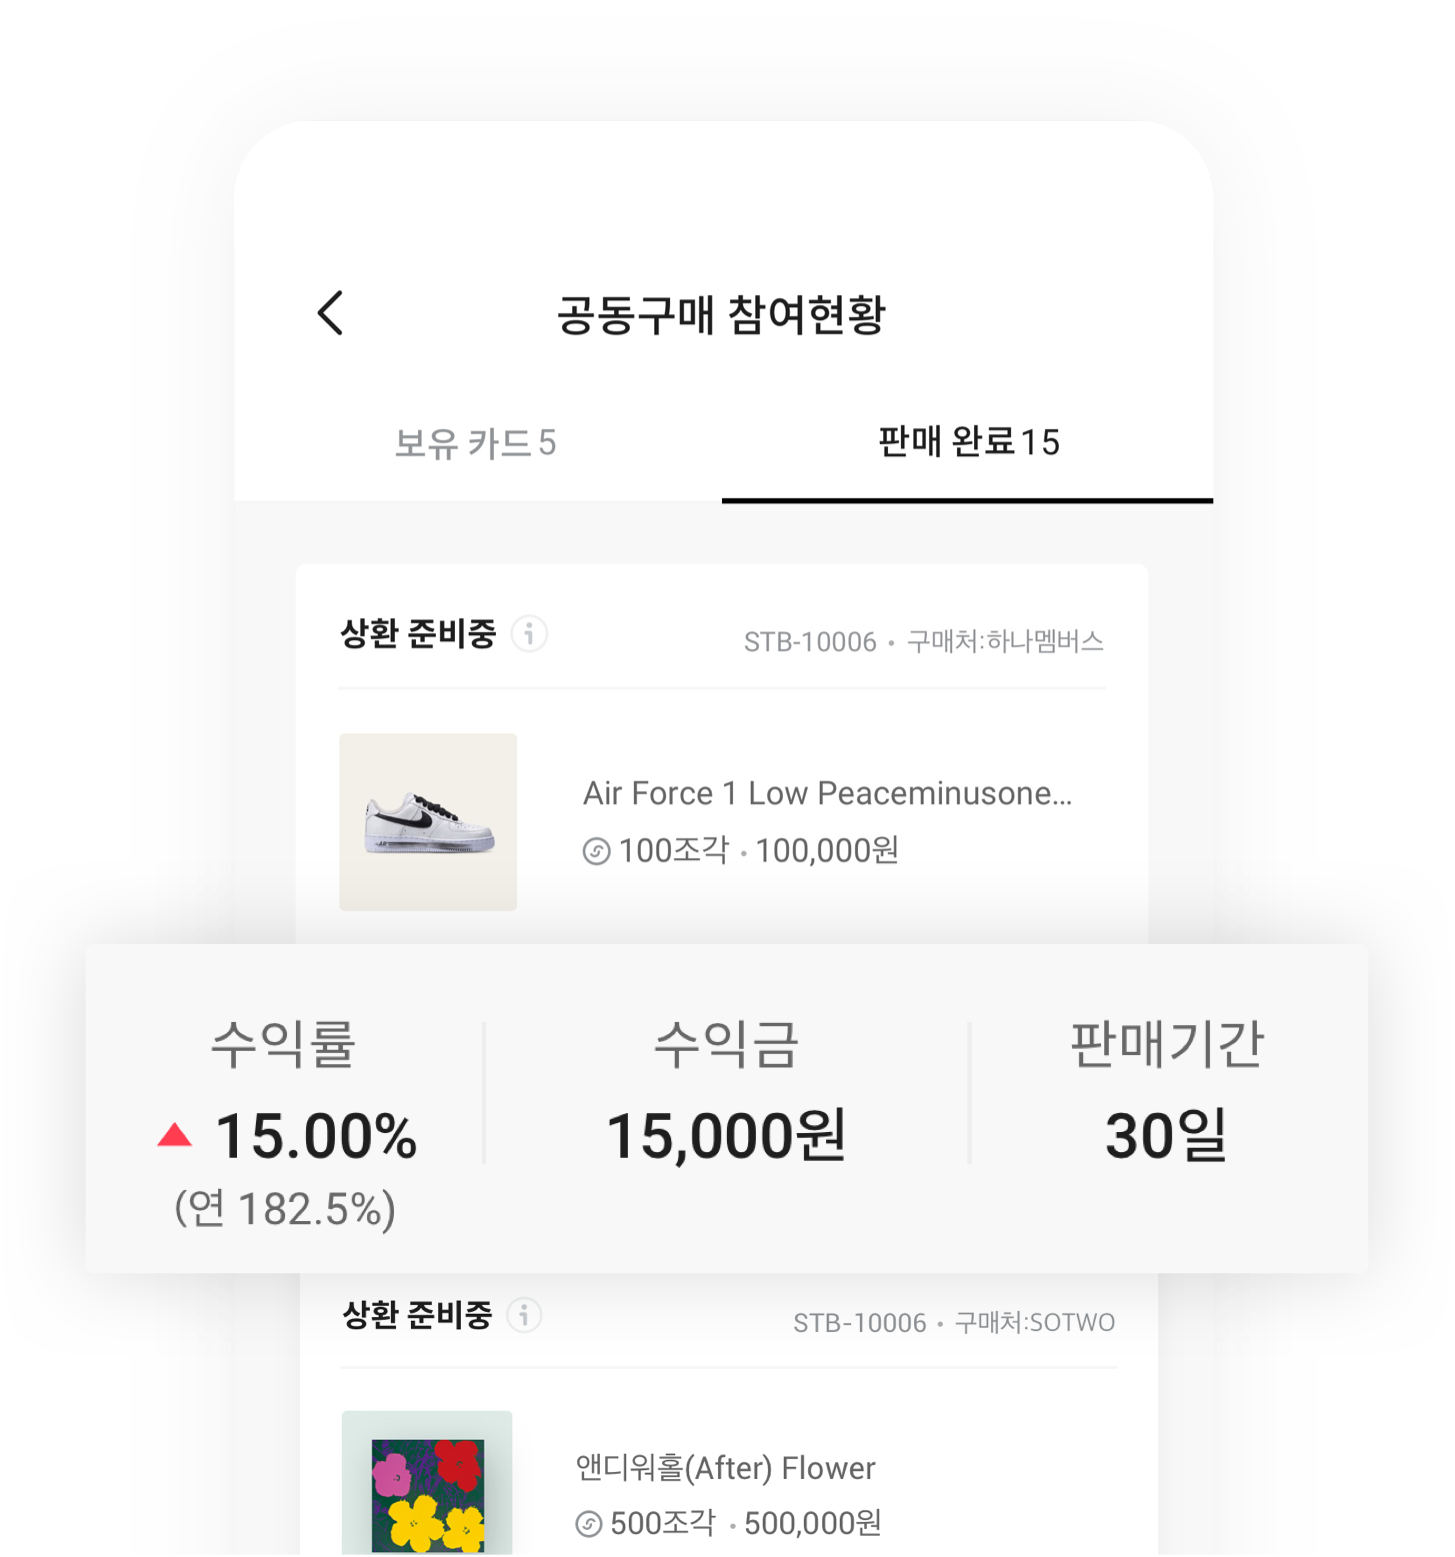 공동구매 참여현황
보유 카드 5
판매 완료 15
상환 준비중
STB-10006 • 구매처:하나멤버스
Air Force 1 Low Peaceminusone...
100조각 • 100,000원
수익률
수익금
판매기간
15.00%
15,000원
30일
(연 182.5%)
상환 준비중
STB-10006 • 구매처:SOTWO
앤디워홀(After) Flower
500조각 • 500,000원